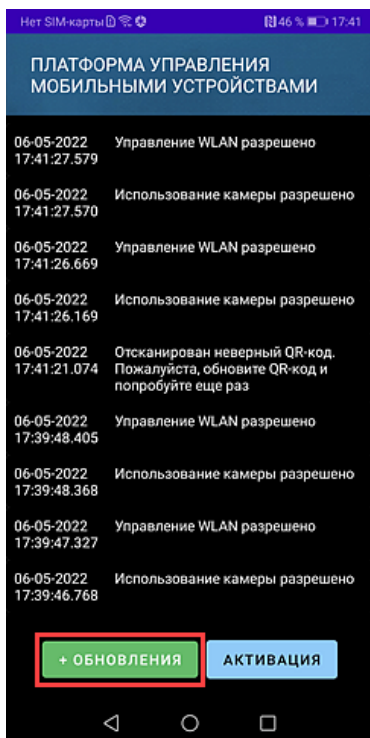 Нет SIM-карты 46 % 17:41
ПЛАТФОРМА УПРАВЛЕНИЯ
МОБИЛЬНЫМИ УСТРОЙСТВАМИ
06-05-2022 Управление WLAN разрешено
17:41:27.579
06-05-2022 Использование камеры разрешено
17:41:27.570
06-05-2022 Управление WLAN разрешено
17:41:26.669
06-05-2022 Использование камеры разрешено
17:41:26.169
06-05-2022 Отсканирован неверный QR-код.
17:41:21.074 Пожалуйста, обновите QR-код и
попробуйте еще раз
06-05-2022 Управление WLAN разрешено
17:39:48.405
06-05-2022 Использование камеры разрешено
17:39:48.368
06-05-2022 Управление WLAN разрешено
17:39:47.327
06-05-2022 Использование камеры разрешено
17:39:46.768
+ ОБНОВЛЕНИЯ АКТИВАЦИЯ